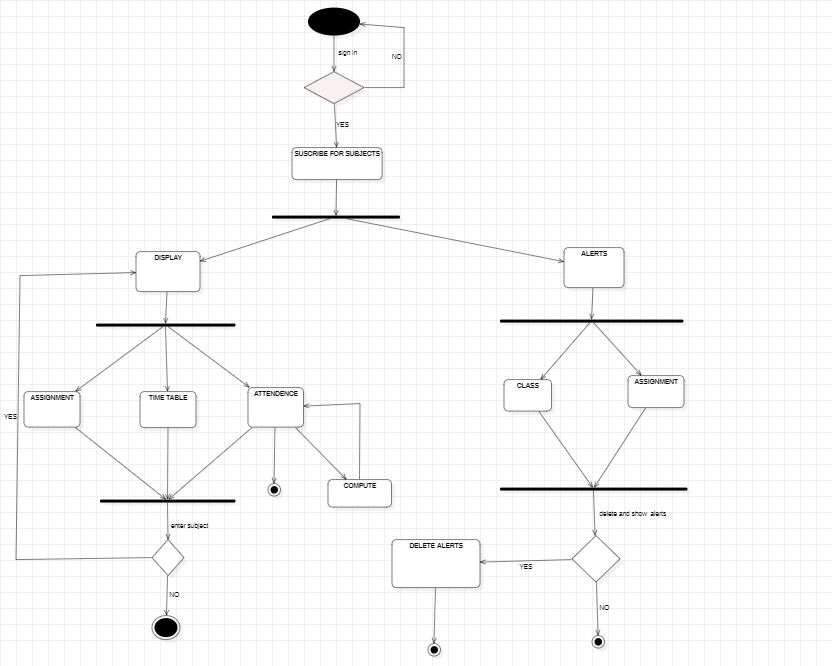 sign in
NO
YES
SUSCRIBE FOR SUBJECTS
DISPLAY
ALERTS
ASSIGNMENT
TIME TABLE
ATTENDENCE
CLASS
ASSIGNMENT
YES
COMPUTE
enter subject
delete and show alerts
DELETE ALERTS
YES
NO
NO